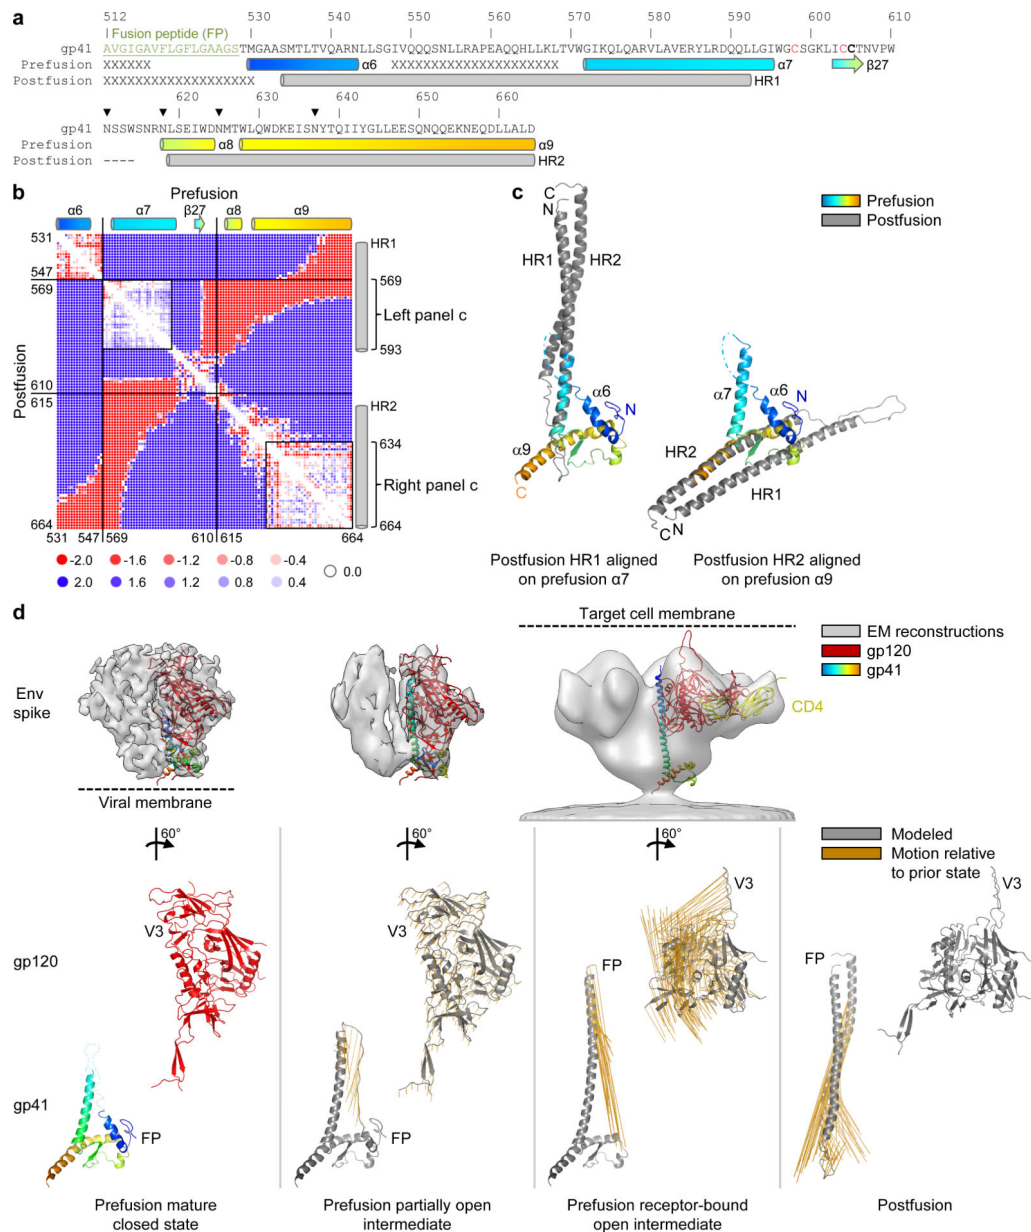 a
510 520 530 540 550 560 570 580 590 600 610
Fusion peptide (FP)
gp41 AVGIGAVFLGFLGAAGSTMGAASMTLTVQARNLLSGIVQQQSNLLRAPEAQQHLLKLTVWGIKQLQARVLAVERYLRDQQLLGIWGCSGKLICCTNVPW
Prefusion XXXXXX α6 XXXXXXXXXXXXXXXXXXXXX α7 β27
Postfusion XXXXXXXXXXXXXXXXXXX HR1
620 630 640 650 660
gp41 NSSWSNRNLSEIWDNMTWLQWDKEISNYTQIIYGLLEESQNQQEKNEQDLLALD
Prefusion α8 α9
Postfusion ---- HR2
b
Prefusion
α6 α7 β27 α8 α9
531
547
569
610
615
664
Postfusion
HR1
569
Left panel c
593
HR2
634
Right panel c
664
531 547 569 610 615 664
-2.0 -1.6 -1.2 -0.8 -0.4 0.0
2.0 1.6 1.2 0.8 0.4
c
Prefusion
Postfusion
C
N
HR1 HR2
α6
N
α9
C
α7
α6
N
HR2
HR1
C N
Postfusion HR1 aligned
on prefusion α7
Postfusion HR2 aligned
on prefusion α9
d
Target cell membrane
EM reconstructions
gp120
gp41
Env
spike
CD4
Viral membrane
60°
60°
60°
Modeled
Motion relative
to prior state
gp120
V3
V3
V3
V3
gp41
FP
FP
FP
FP
Prefusion mature
closed state
Prefusion partially open
intermediate
Prefusion receptor-bound
open intermediate
Postfusion